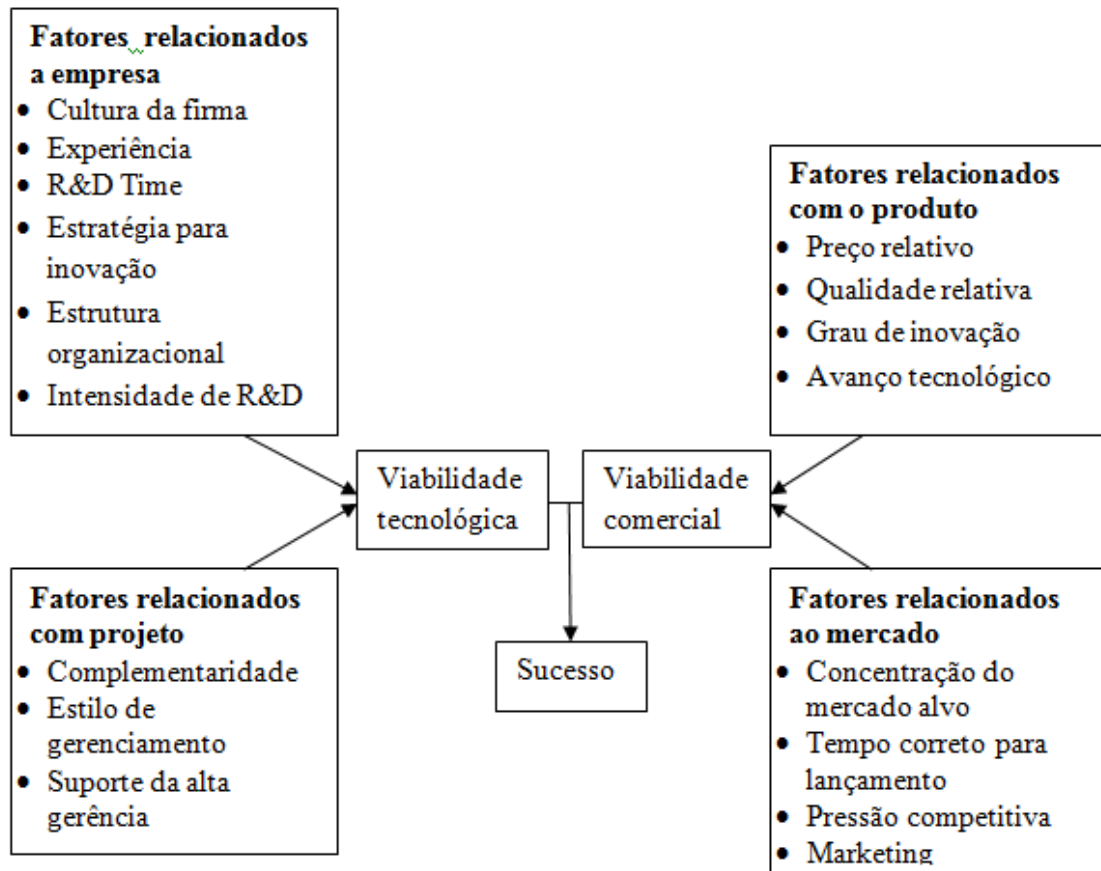 Fatores relacionados
a empresa
• Cultura da firma
• Experiência
• R&D Time
• Estratégia para
inovação
• Estrutura
organizacional
• Intensidade de R&D
Fatores relacionados
com o produto
• Preço relativo
• Qualidade relativa
• Grau de inovação
• Avanço tecnológico
Viabilidade
tecnológica
Viabilidade
comercial
Fatores relacionados
com projeto
• Complementaridade
• Estilo de
gerenciamento
• Suporte da alta
gerência
Sucesso
Fatores relacionados
ao mercado
• Concentração do
mercado alvo
• Tempo correto para
lançamento
• Pressão competitiva
• Marketing